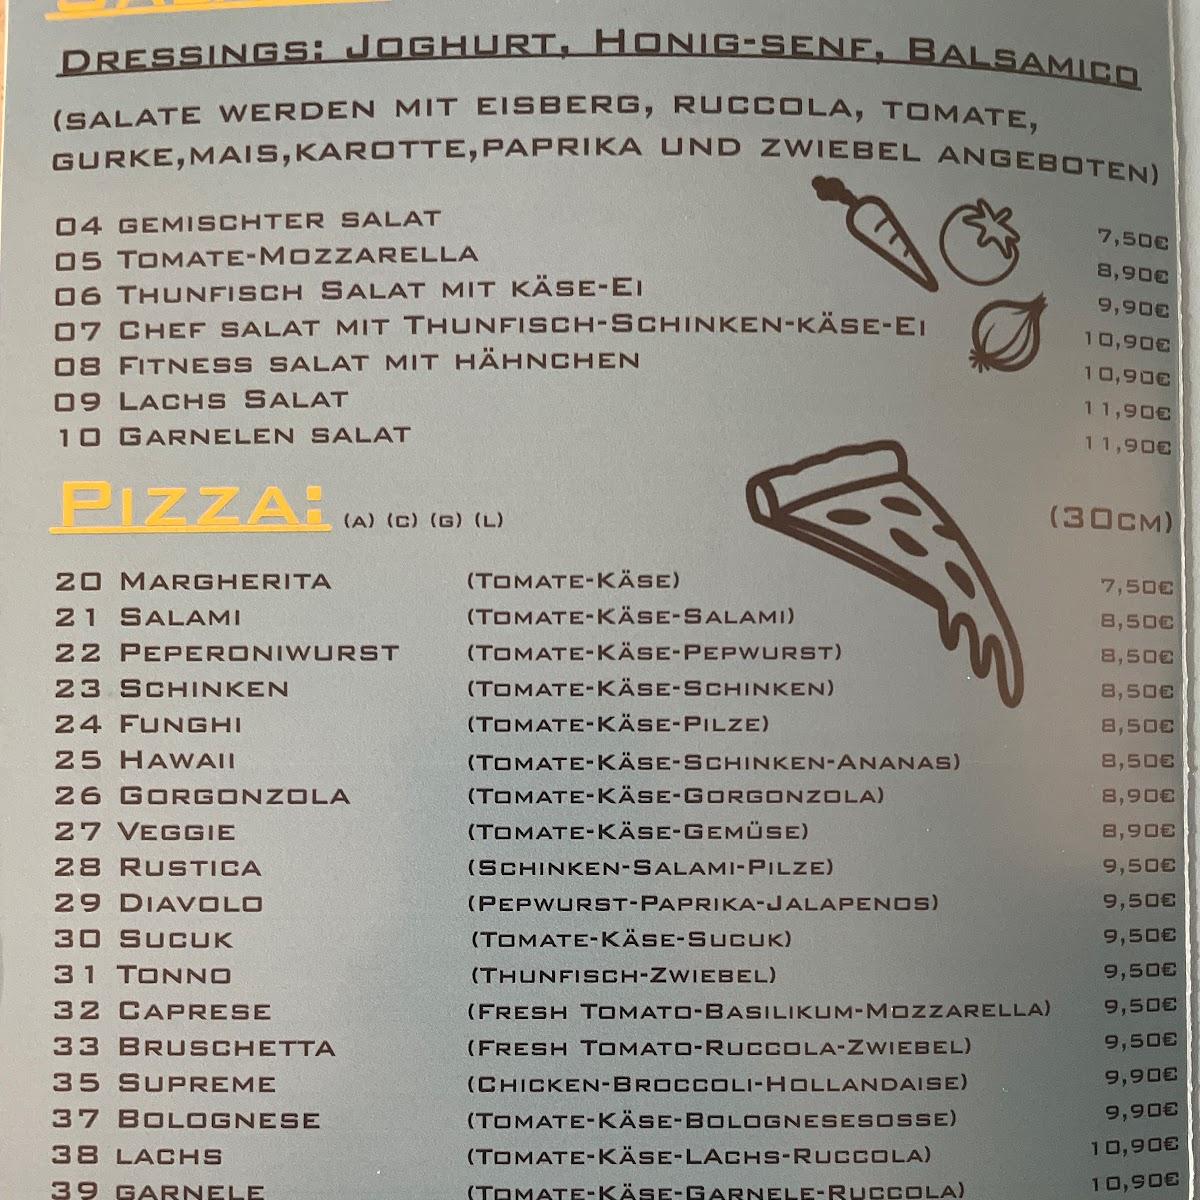 Dressings: Joghurt, Honig-senf, Balsamico
(salate werden mit eisberg, ruccola, tomate,
gurke,mais,karotte,paprika und zwiebel angeboten)
04 gemischter salat 7,50€
05 Tomate-Mozzarella 8,90€
06 Thunfisch Salat mit käse-Ei 9,90€
07 Chef salat mit Thunfisch-Schinken-käse-Ei 10,90€
08 Fitness salat mit hähnchen 10,90€
09 Lachs Salat 11,90€
10 Garnelen salat 11,90€
Pizza: (A) (C) (G) (L) (30cm)
20 Margherita (Tomate-Käse) 7,50€
21 Salami (Tomate-Käse-Salami) 8,50€
22 Peperoniwurst (Tomate-Käse-Pepwurst) 8,50€
23 Schinken (Tomate-Käse-Schinken) 8,50€
24 Funghi (Tomate-Käse-Pilze) 8,50€
25 Hawaii (Tomate-Käse-Schinken-Ananas) 8,50€
26 Gorgonzola (Tomate-Käse-Gorgonzola) 8,90€
27 Veggie (Tomate-Käse-Gemüse) 8,90€
28 Rustica (Schinken-Salami-Pilze) 9,50€
29 Diavolo (Pepwurst-Paprika-Jalapenos) 9,50€
30 Sucuk (Tomate-Käse-Sucuk) 9,50€
31 Tonno (Thunfisch-Zwiebel) 9,50€
32 Caprese (Fresh Tomato-Basilikum-Mozzarella) 9,50€
33 Bruschetta (Fresh Tomato-Ruccola-Zwiebel) 9,50€
35 Supreme (Chicken-Broccoli-Hollandaise) 9,90€
37 Bolognese (Tomate-Käse-Bolognesesosse) 9,90€
38 lachs (Tomate-Käse-LAchs-Ruccola) 10,90€
39 garnele (Tomate-Käse-Garnele-Ruccola) 10,90€